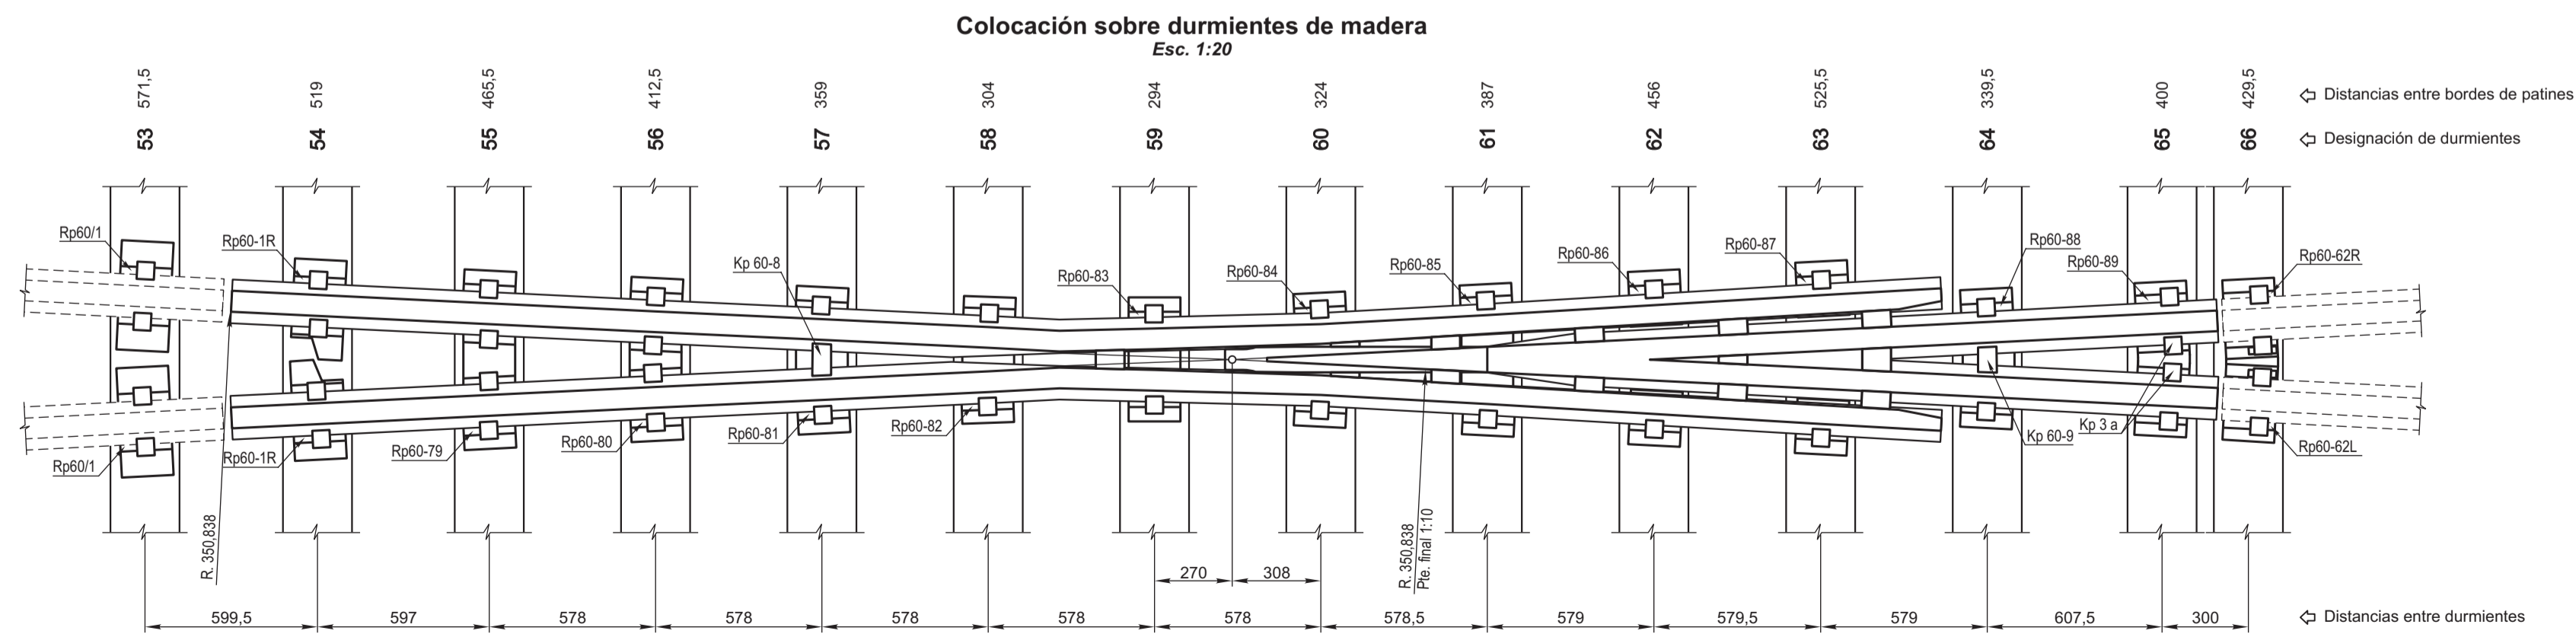 Colocación sobre durmientes de madera
Esc. 1:20
571,5 519 465,5 412,5 359 304 294 324 387 456 525,5 339,5 400 429,5 Distancias entre bordes de patines
53 54 55 56 57 58 59 60 61 62 63 64 65 66 Designación de durmientes
Rp60/1
Rp60-1R
Kp 60-8
Rp60-83
Rp60-84
Rp60-85
Rp60-86
Rp60-87
Rp60-88
Rp60-89
Rp60-62R
Rp60/1
Rp60-1R
Rp60-79
Rp60-80
Rp60-81
Rp60-82
Kp 60-9
Kp 3 a
Rp60-62L
R. 350,838
R. 350,838
Pte. final 1:10
270 308
599,5 597 578 578 578 578 578 578,5 579 579,5 579 607,5 300 Distancias entre durmientes